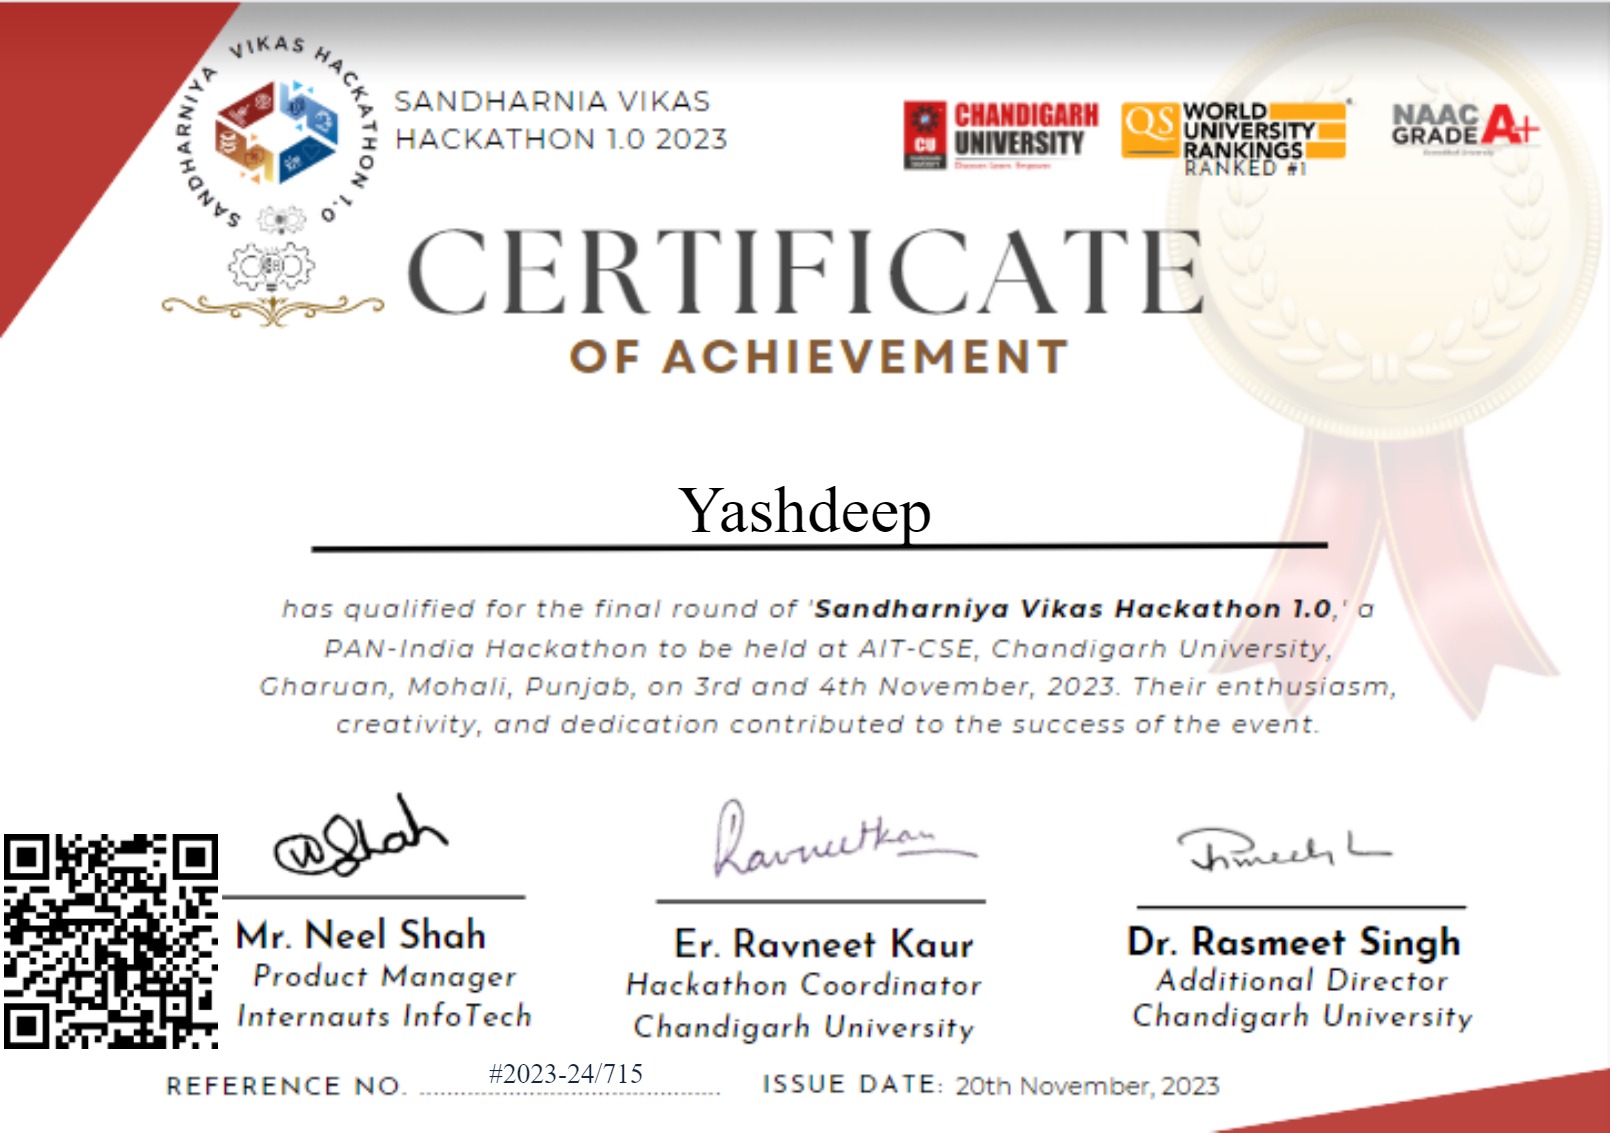 SANDHARNIYA VIKAS HACKATHON 1.0
SANDHARNIA VIKAS
HACKATHON 1.0 2023
CU
CHANDIGARH
UNIVERSITY
Discover. Learn. Empower.
QS
WORLD
UNIVERSITY
RANKINGS
RANKED #1
NAAC
GRADE A+
Accredited University
CERTIFICATE
OF ACHIEVEMENT
Yashdeep
has qualified for the final round of 'Sandharniya Vikas Hackathon 1.0,' a
PAN-India Hackathon to be held at AIT-CSE, Chandigarh University,
Gharuan, Mohali, Punjab, on 3rd and 4th November, 2023. Their enthusiasm,
creativity, and dedication contributed to the success of the event.
Mr. Neel Shah
Product Manager
Internauts InfoTech
Er. Ravneet Kaur
Hackathon Coordinator
Chandigarh University
Dr. Rasmeet Singh
Additional Director
Chandigarh University
REFERENCE NO. #2023-24/715
ISSUE DATE: 20th November, 2023